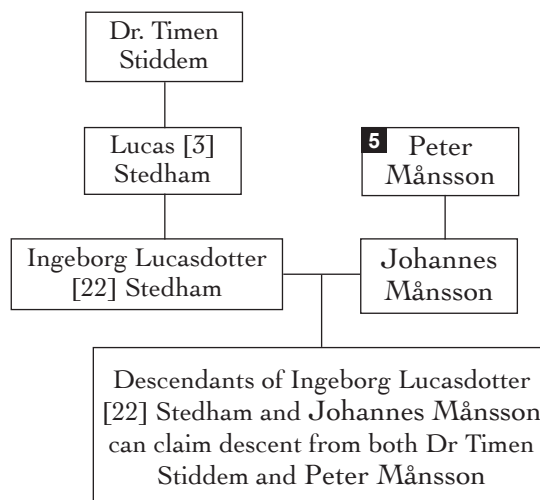 Dr. Timen
Stiddem
Lucas [3]
Stedham
5 Peter
Månsson
Ingeborg Lucasdotter
[22] Stedham
Johannes
Månsson
Descendants of Ingeborg Lucasdotter
[22] Stedham and Johannes Månsson
can claim descent from both Dr Timen
Stiddem and Peter Månsson